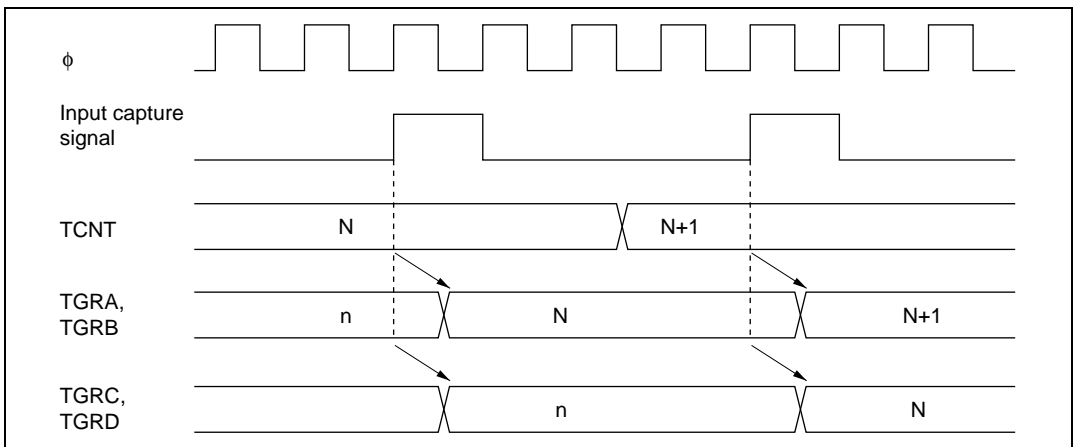 ϕ
Input capture
signal
TCNT
N
N+1
TGRA,
TGRB
n
N
N+1
TGRC,
TGRD
n
N